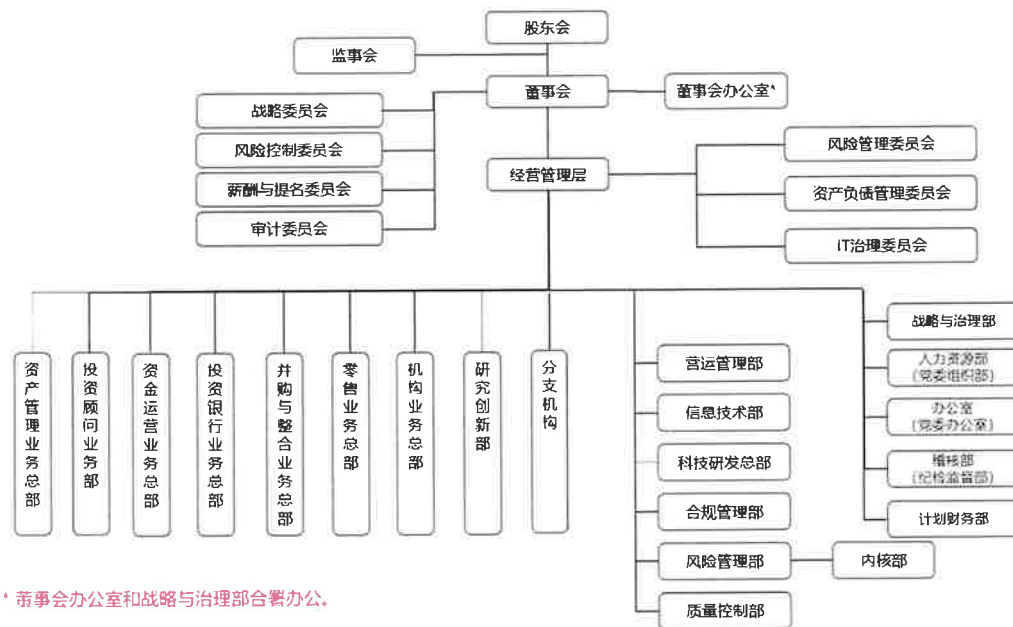 股东会
监事会
董事会
董事会办公室*
战略委员会
风险控制委员会
薪酬与提名委员会
审计委员会
经营管理层
风险管理委员会
资产负债管理委员会
IT治理委员会
资产管理业务总部
投资顾问业务部
资金运营业务总部
投资银行业务总部
并购与整合业务总部
零售业务总部
机构业务总部
研究创新部
分支机构
营运管理部
信息技术部
科技研发总部
合规管理部
风险管理部
内核部
质量控制部
战略与治理部
人力资源部
(党委组织部)
办公室
(党委办公室)
稽核部
(纪检监督部)
计划财务部
* 董事会办公室和战略与治理部合署办公。